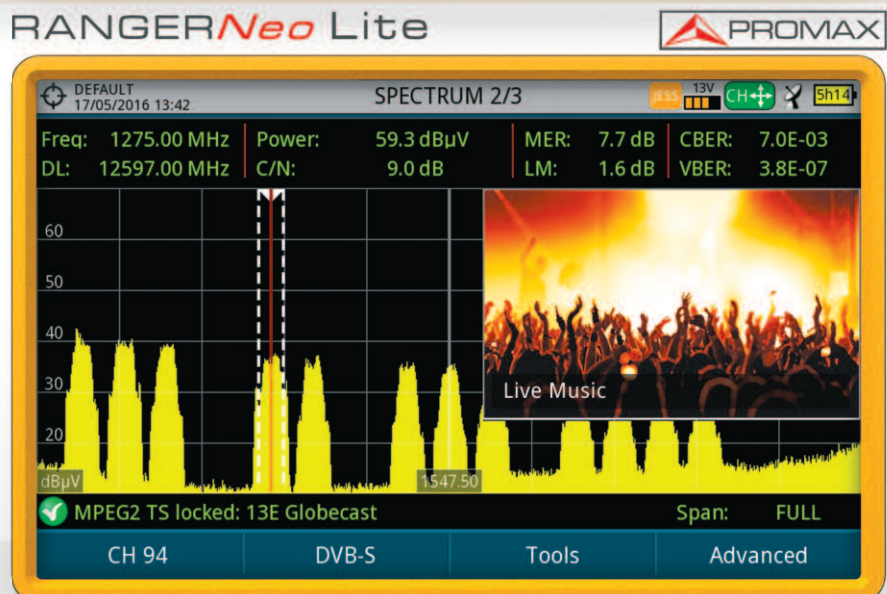 RANGERNeo Lite
PROMAX
DEFAULT
17/05/2016 13:42
SPECTRUM 2/3
JESS
13V
CH
5h14
Freq: 1275.00 MHz
Power: 59.3 dBµV
MER: 7.7 dB
CBER: 7.0E-03
DL: 12597.00 MHz
C/N: 9.0 dB
LM: 1.6 dB
VBER: 3.8E-07
60
50
40
30
20
dBµV
1547.50
Live Music
MPEG2 TS locked: 13E Globecast
Span: FULL
CH 94
DVB-S
Tools
Advanced